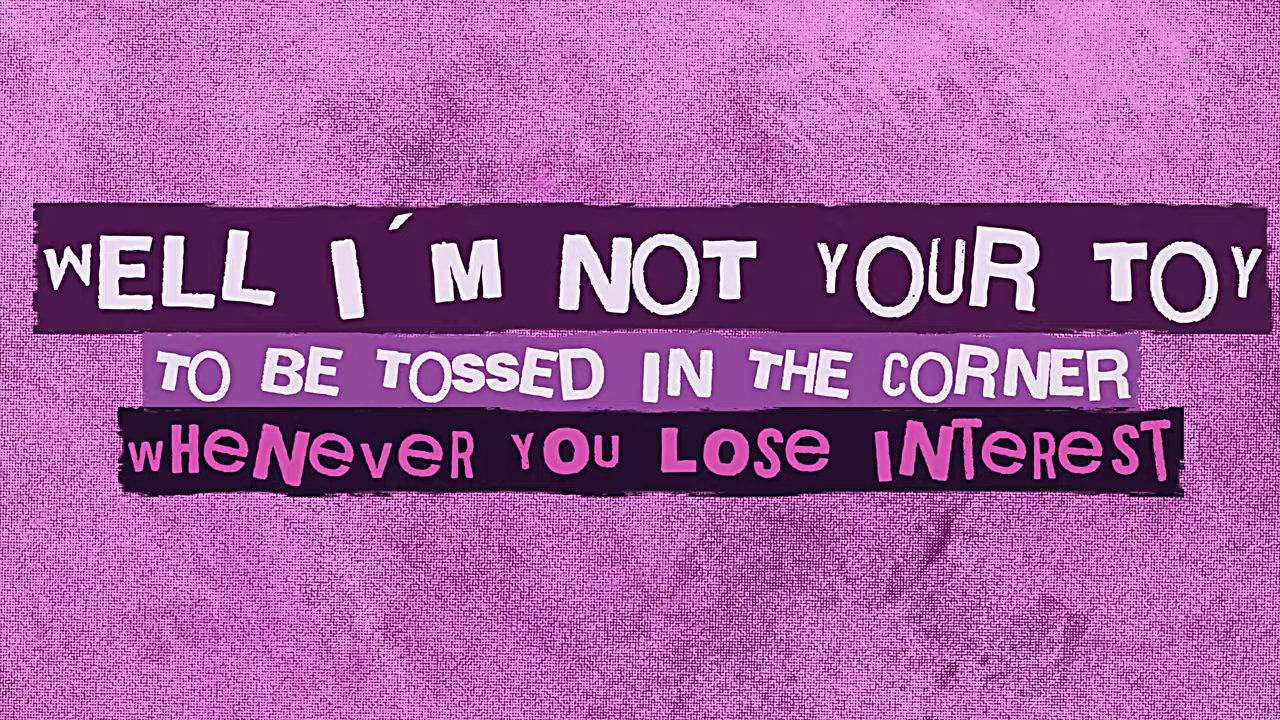 WELL I´M NOT YOUR TOY
TO BE TOSSED IN THE CORNER
WHENEVER YOU LOSE INTEREST